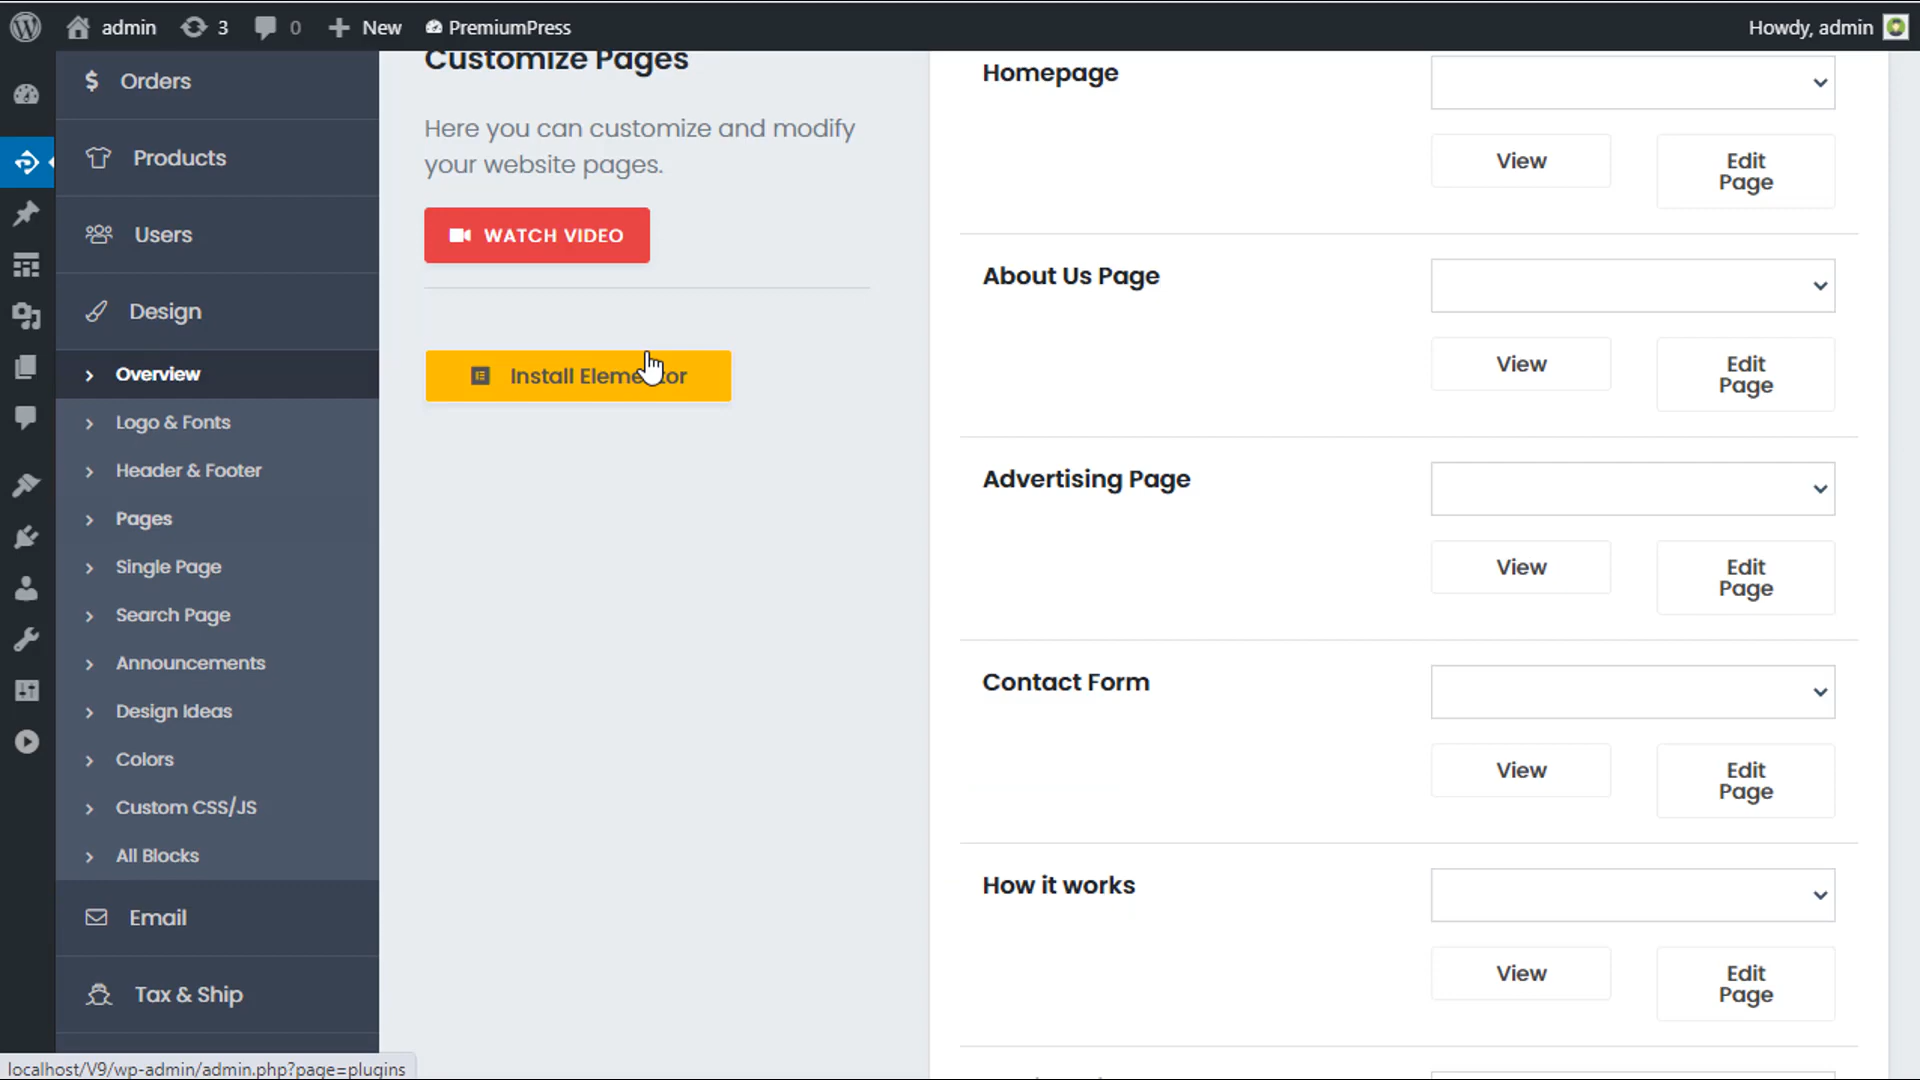 admin
3
0
New
PremiumPress
Howdy, admin
Orders
Products
Users
Design
Overview
Logo & Fonts
Header & Footer
Pages
Single Page
Search Page
Announcements
Design Ideas
Colors
Custom CSS/JS
All Blocks
Email
Tax & Ship
Customize Pages
Here you can customize and modify
your website pages.
WATCH VIDEO
Install Elementor
Homepage
View
Edit
Page
About Us Page
View
Edit
Page
Advertising Page
View
Edit
Page
Contact Form
View
Edit
Page
How it works
View
Edit
Page
localhost/V9/wp-admin/admin.php?page=plugins